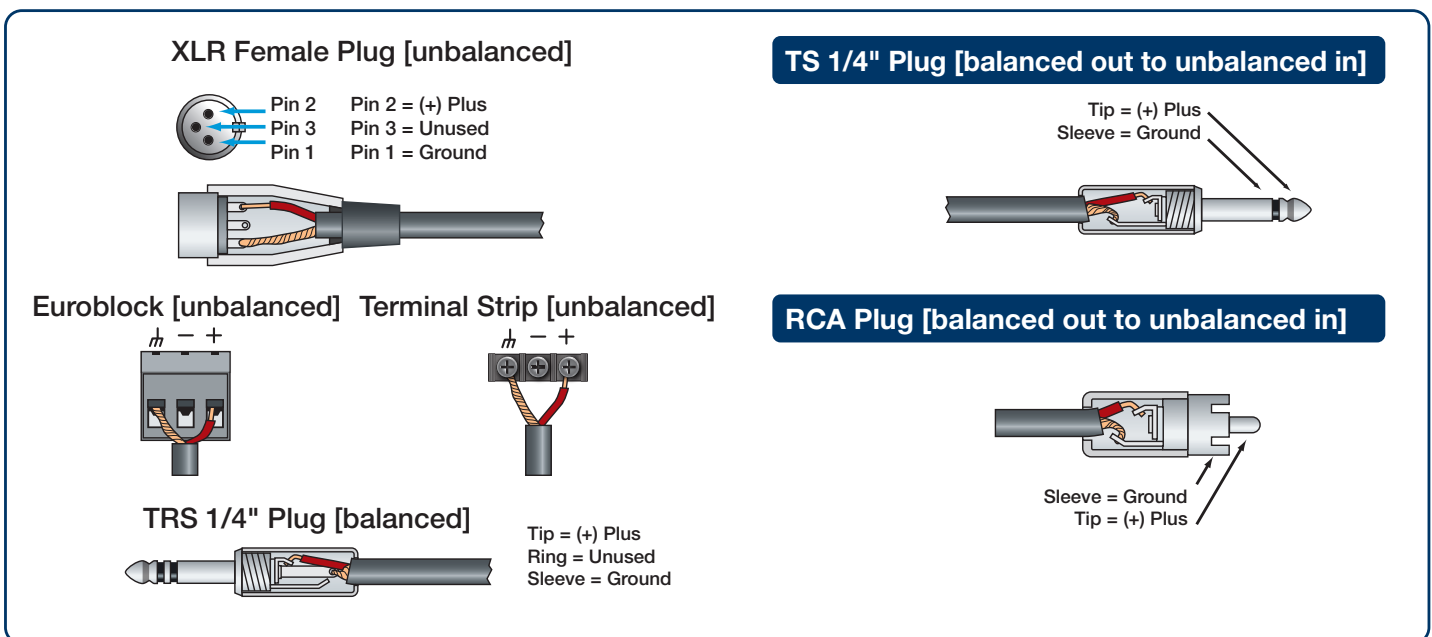 XLR Female Plug [unbalanced]
Pin 2 Pin 2 = (+) Plus
Pin 3 Pin 3 = Unused
Pin 1 Pin 1 = Ground
Euroblock [unbalanced]
− +
Terminal Strip [unbalanced]
− +
TRS 1/4" Plug [balanced]
Tip = (+) Plus
Ring = Unused
Sleeve = Ground
TS 1/4" Plug [balanced out to unbalanced in]
Tip = (+) Plus
Sleeve = Ground
RCA Plug [balanced out to unbalanced in]
Sleeve = Ground
Tip = (+) Plus